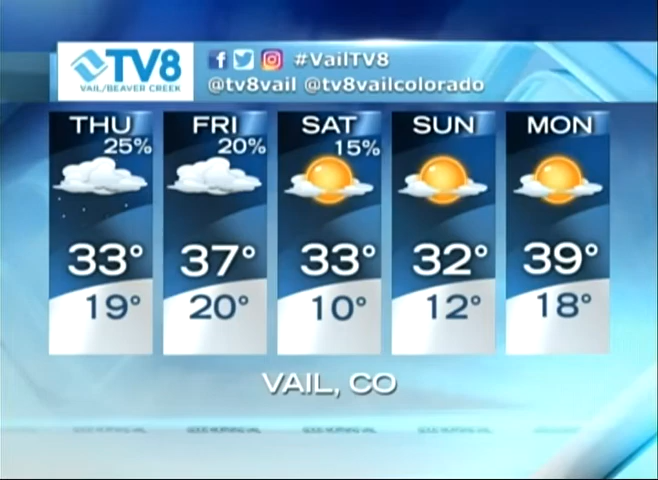 TV8
VAIL/BEAVER CREEK
#VailTV8
@tv8vail @tv8vailcolorado
THU FRI SAT SUN MON
25% 20% 15%
33° 37° 33° 32° 39°
19° 20° 10° 12° 18°
VAIL, CO